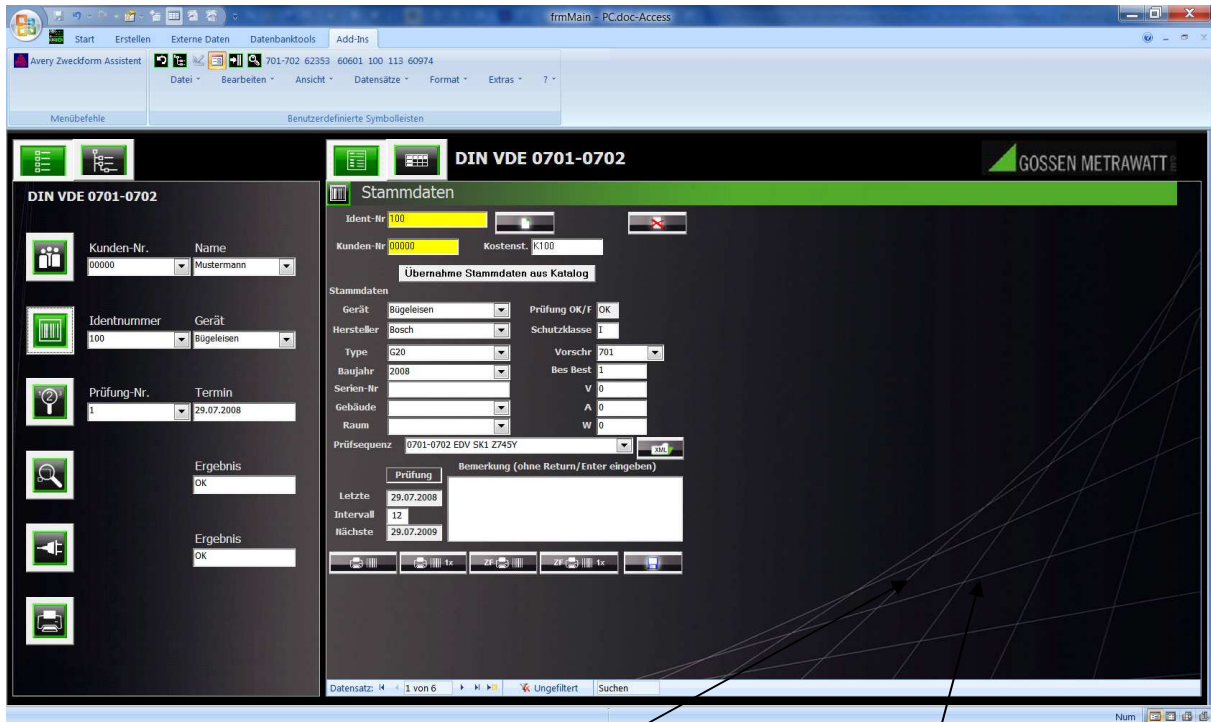 frmMain - PC.doc-Access
Start Erstellen Externe Daten Datenbanktools Add-Ins
Avery Zweckform Assistent 701-702 62353 60601 100 113 60974
Datei Bearbeiten Ansicht Datensätze Format Extras ?
Menübefehle Benutzerdefinierte Symbolleisten
DIN VDE 0701-0702
GOSSEN METRAWATT
DIN VDE 0701-0702
Kunden-Nr. Name
00000 Mustermann
Identnummer Gerät
100 Bügeleisen
Prüfung-Nr. Termin
1 29.07.2008
Ergebnis
OK
Ergebnis
OK
Stammdaten
Ident-Nr 100
Kunden-Nr 00000 Kostenst. K100
Übernahme Stammdaten aus Katalog
Stammdaten
Gerät Bügeleisen Prüfung OK/F OK
Hersteller Bosch Schutzklasse I
Type G20 Vorschr 701
Baujahr 2008 Bes Best 1
Serien-Nr V 0
Gebäude A 0
Raum W 0
Prüfsequenz 0701-0702 EDV SK1 Z745Y XML
Prüfung Bemerkung (ohne Return/Enter eingeben)
Letzte 29.07.2008
Intervall 12
Nächste 29.07.2009
1x ZF ZF 1x
Datensatz: 1 von 6 Ungefiltert Suchen
Num